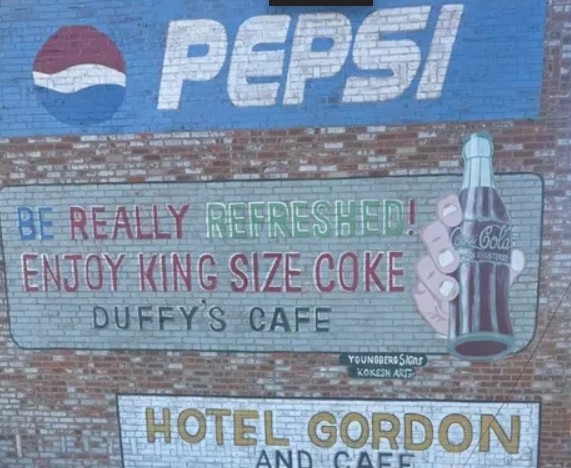 PEPSI
BE REALLY REFRESHED!
ENJOY KING SIZE COKE
DUFFY'S CAFE
Coca-Cola
YOUNGBERG SIGNS
KOKESH ART
HOTEL GORDON
AND CAFE